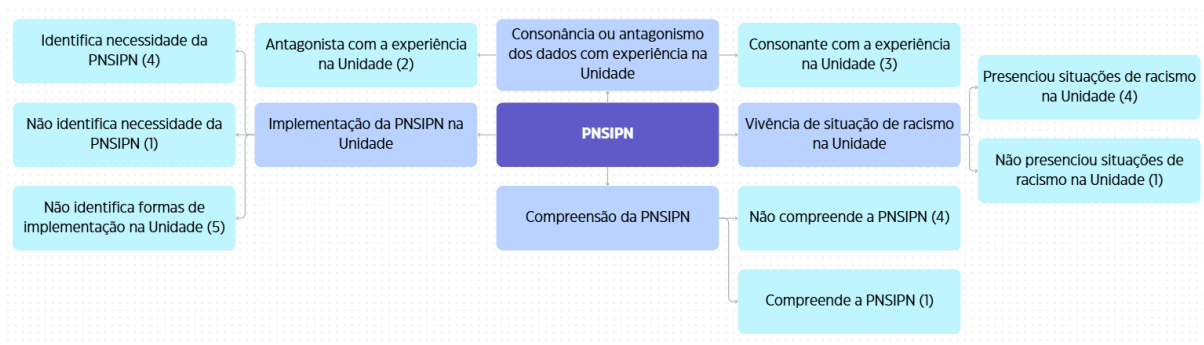 Identifica necessidade da
PNSIPN (4)
Antagonista com a experiência
na Unidade (2)
Consonância ou antagonismo
dos dados com experiência na
Unidade
Consonante com a experiência
na Unidade (3)
Presenciou situações de racismo
na Unidade (4)
Não identifica necessidade da
PNSIPN (1)
Implementação da PNSIPN na
Unidade
PNSIPN
Vivência de situação de racismo
na Unidade
Não presenciou situações de
racismo na Unidade (1)
Não identifica formas de
implementação na Unidade (5)
Compreensão da PNSIPN
Não compreende a PNSIPN (4)
Compreende a PNSIPN (1)